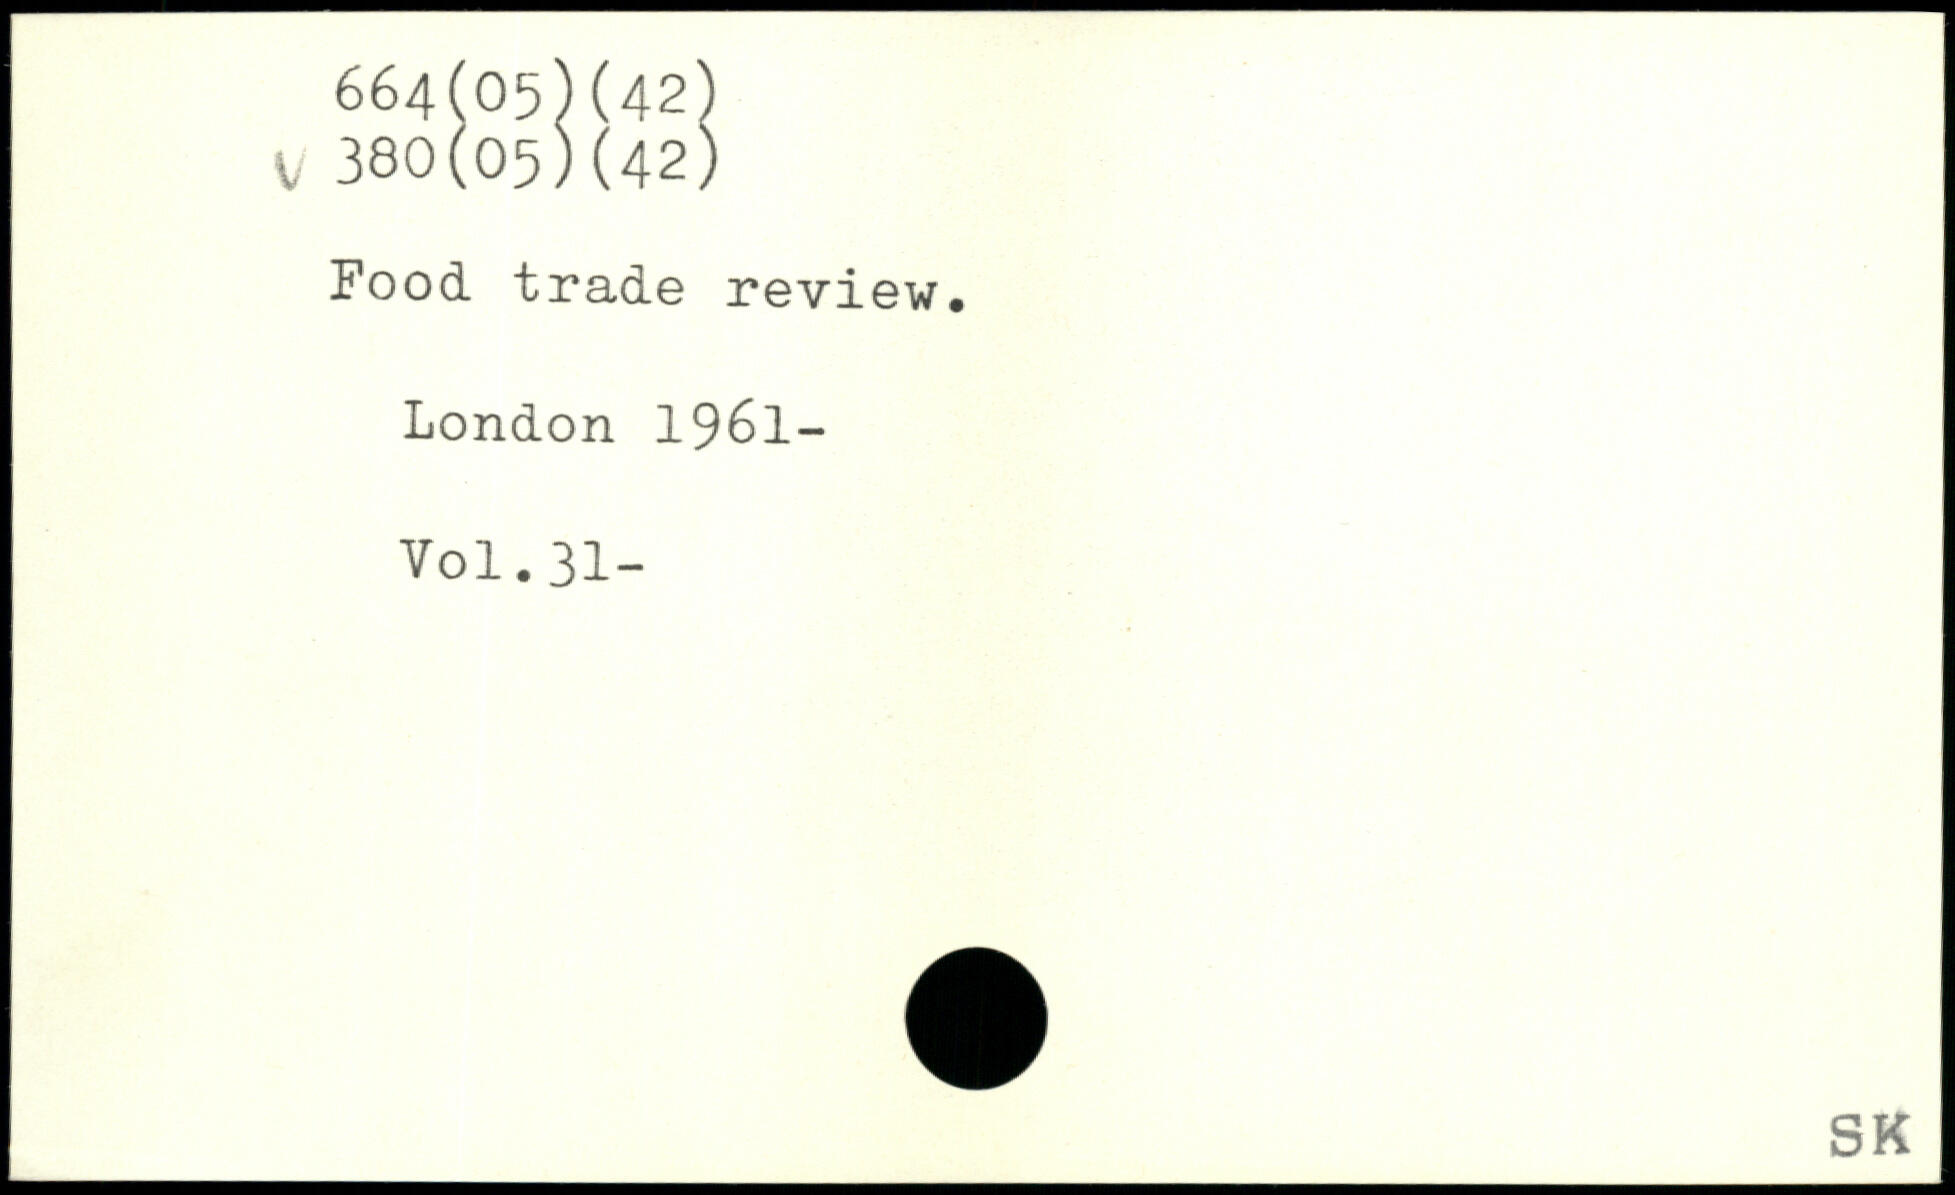 664(05)(42)
v 380(05)(42)
Food trade review.
London 1961-
Vol.31-
SK